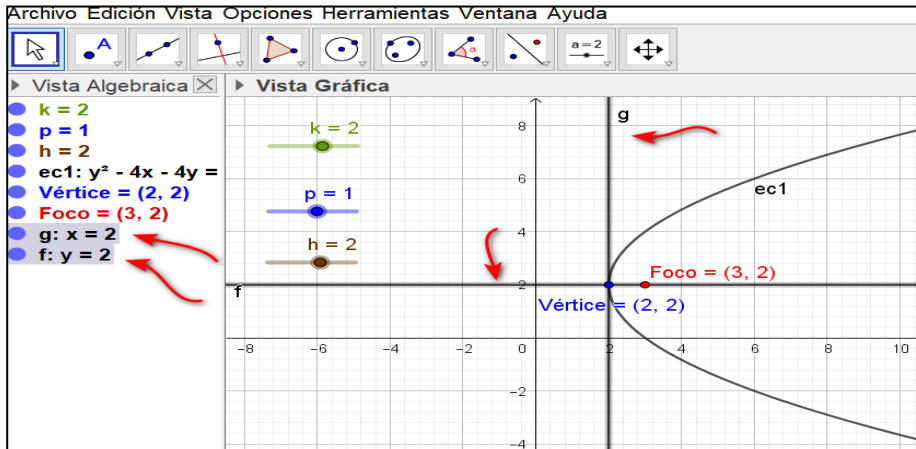 Archivo Edición Vista Opciones Herramientas Ventana Ayuda
A
α
a = 2
Vista Algebraica
Vista Gráfica
k = 2
p = 1
h = 2
ec1: y² - 4x - 4y =
Vértice = (2, 2)
Foco = (3, 2)
g: x = 2
f: y = 2
k = 2
p = 1
h = 2
g
ec1
f
Foco = (3, 2)
Vértice = (2, 2)
8
6
4
2
−2
−4
−8 −6 −4 −2 0 2 4 6 8 10